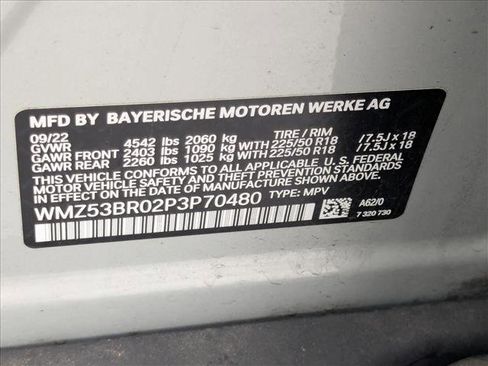 MFD BY BAYERISCHE MOTOREN WERKE AG
09/22
GVWR 4542 lbs 2060 kg TIRE / RIM
GAWR FRONT 2403 lbs 1090 kg WITH 225/50 R18 / 7.5J x 18
GAWR REAR 2260 lbs 1025 kg WITH 225/50 R18 / 7.5J x 18
THIS VEHICLE CONFORMS TO ALL APPLICABLE U.S. FEDERAL
MOTOR VEHICLE SAFETY AND THEFT PREVENTION STANDARDS
IN EFFECT ON THE DATE OF MANUFACTURE SHOWN ABOVE.
WMZ53BR02P3P70480 TYPE: MPV
A62/0
7 320 730